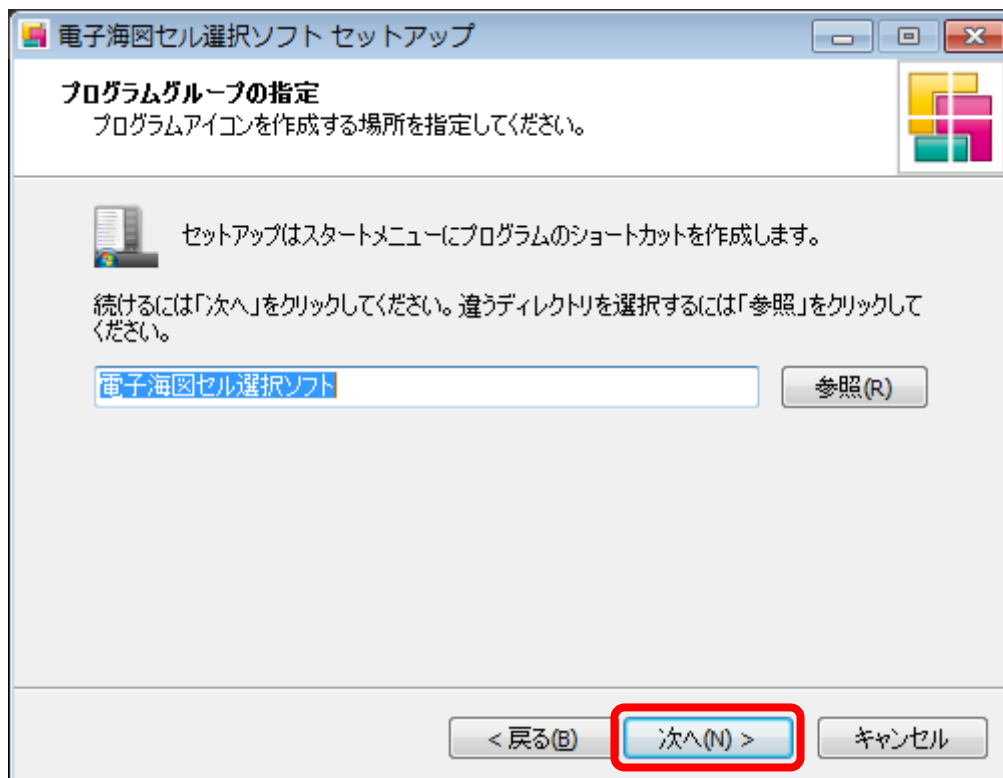 電子海図セル選択ソフト セットアップ
プログラムグループの指定
プログラムアイコンを作成する場所を指定してください。
セットアップはスタートメニューにプログラムのショートカットを作成します。
続けるには「次へ」をクリックしてください。違うディレクトリを選択するには「参照」をクリックして
ください。
電子海図セル選択ソフト
参照(R)
< 戻る(B)
次へ(N) >
キャンセル